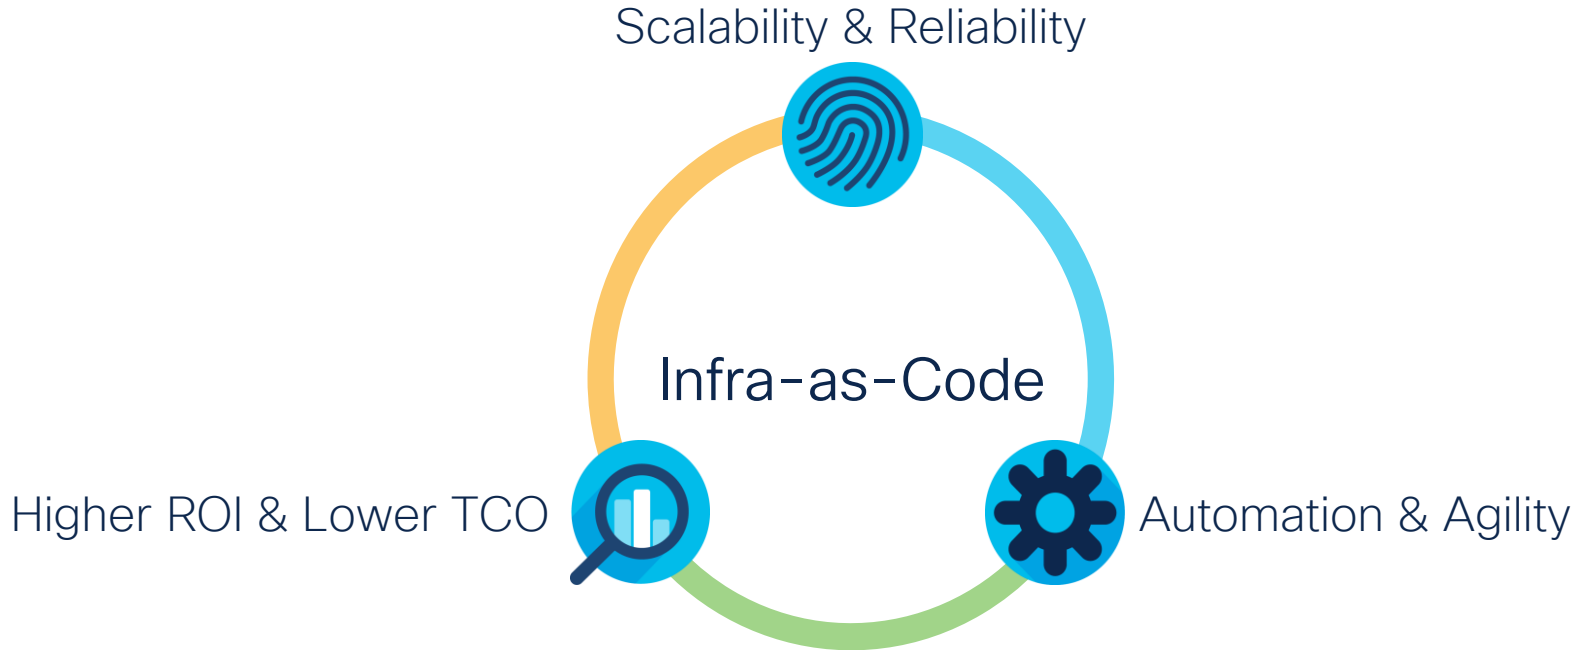 Scalability & Reliability
Infra-as-Code
Higher ROI & Lower TCO
Automation & Agility